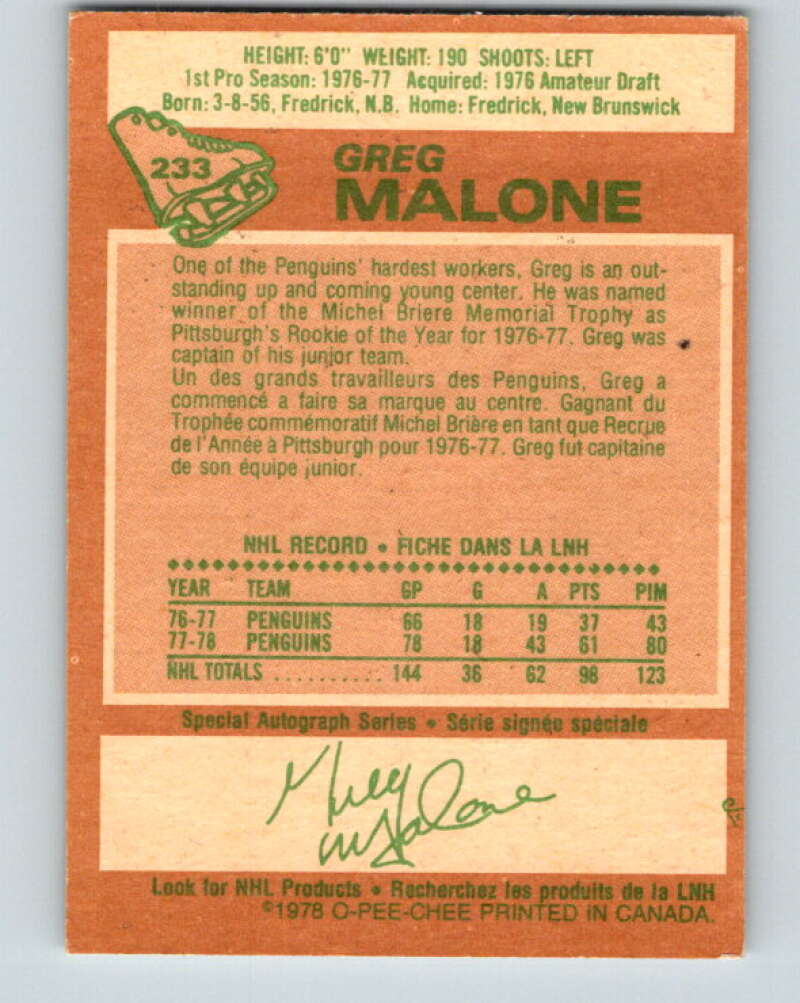 HEIGHT: 6'0" WEIGHT: 190 SHOOTS: LEFT
1st Pro Season: 1976-77 Acquired: 1976 Amateur Draft
Born: 3-8-56, Fredrick, N.B. Home: Fredrick, New Brunswick
233
GREG
MALONE
One of the Penguins' hardest workers, Greg is an out-
standing up and coming young center. He was named
winner of the Michel Briere Memorial Trophy as
Pittsburgh's Rookie of the Year for 1976-77. Greg was
captain of his junior team.
Un des grands travailleurs des Penguins, Greg a
commencé a faire sa marque au centre. Gagnant du
Trophée commémoratif Michel Brière en tant que Recrue
de l'Année à Pittsburgh pour 1976-77. Greg fut capitaine
de son équipe junior.
NHL RECORD • FICHE DANS LA LNH
YEAR TEAM GP G A PTS PIM
76-77 PENGUINS 66 18 19 37 43
77-78 PENGUINS 78 18 43 61 80
NHL TOTALS .......... 144 36 62 98 123
Special Autograph Series • Série signée spéciale
Greg
Malone
Look for NHL Products • Recherchez les produits de la LNH
©1978 O-PEE-CHEE PRINTED IN CANADA.